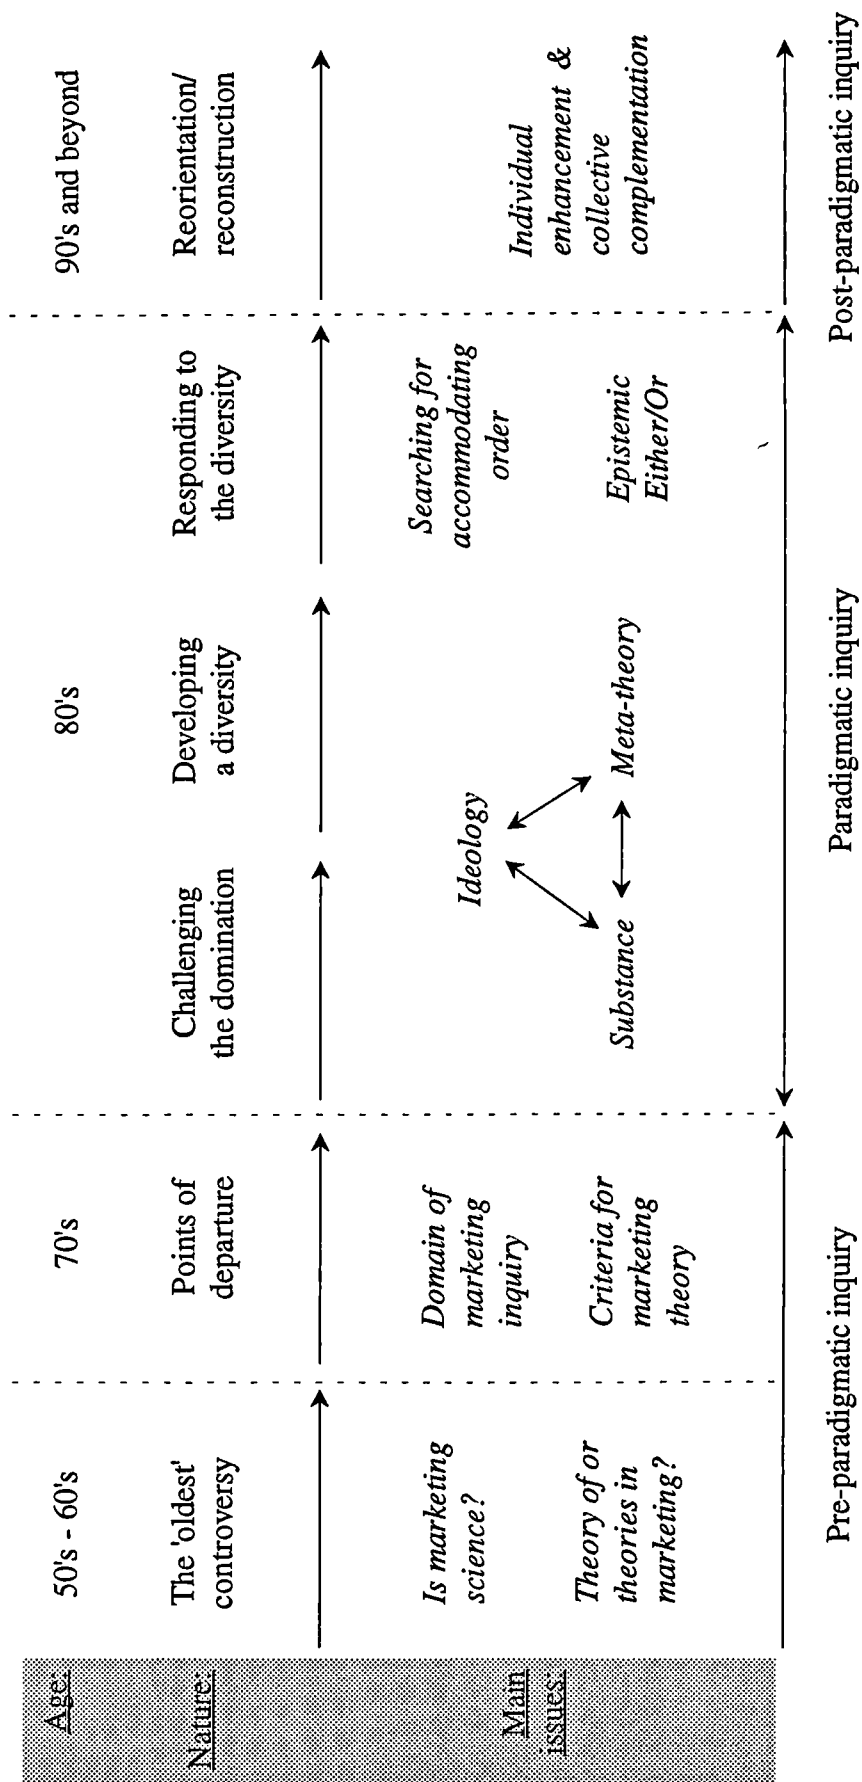 Age:
50's - 60's
70's
80's
90's and beyond
Nature:
The 'oldest'
controversy
Points of
departure
Challenging
the domination
Developing
a diversity
Responding to
the diversity
Reorientation/
reconstruction
Main
issues:
Is marketing
science?
Theory of or
theories in
marketing?
Domain of
marketing
inquiry
Criteria for
marketing
theory
Ideology
Substance
Meta-theory
Searching for
accommodating
order
Epistemic
Either/Or
Individual
enhancement &
collective
complementation
Pre-paradigmatic inquiry
Paradigmatic inquiry
Post-paradigmatic inquiry